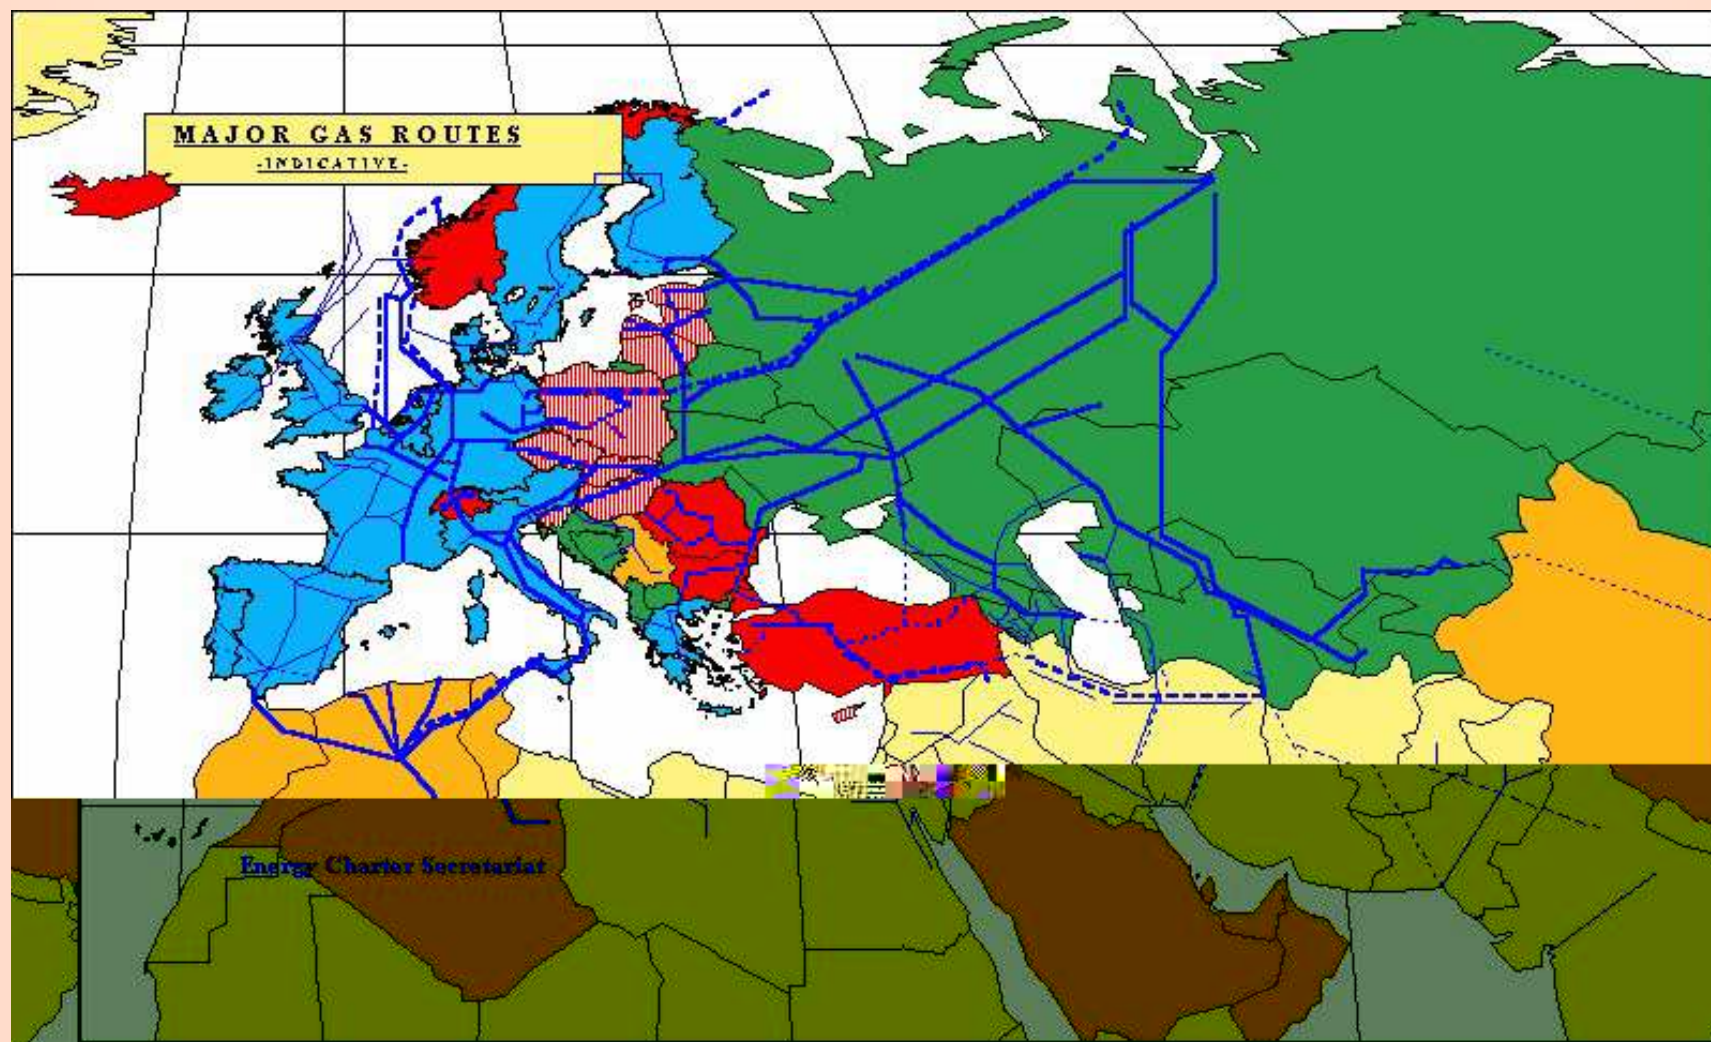 MAJOR GAS ROUTES
-INDICATIVE-
Energy Charter Secretariat